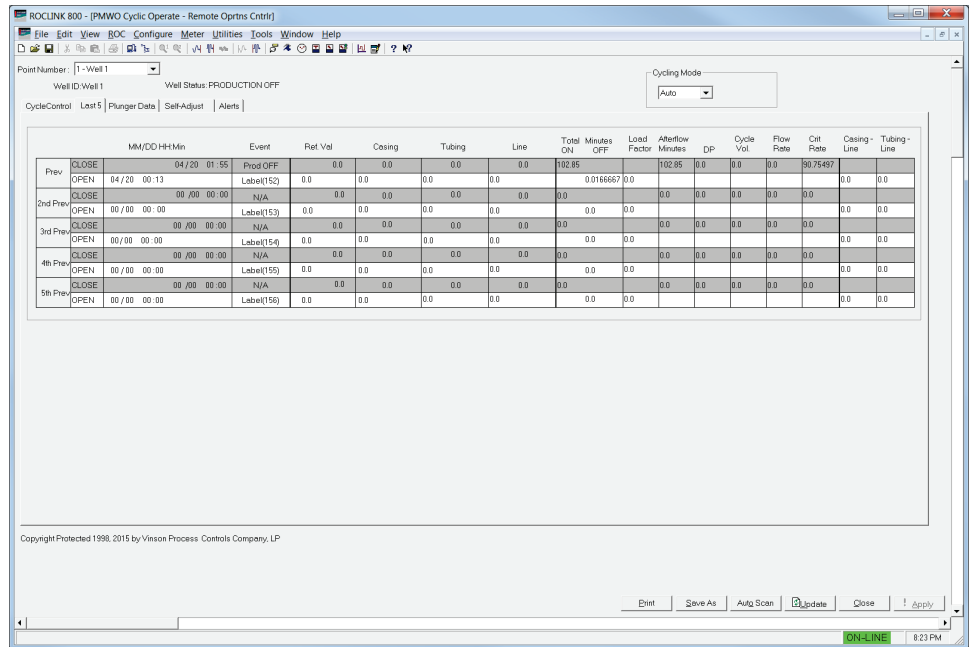 ROCLINK 800 - [PMWO Cyclic Operate - Remote Oprtns Cntrlr]
File Edit View ROC Configure Meter Utilities Tools Window Help
Point Number: 1 - Well 1
Cycling Mode
Well ID: Well 1 Well Status: PRODUCTION OFF
Auto
CycleControl Last 5 Plunger Data Self-Adjust Alerts
MM/DD HH:Min Event Ref. Val Casing Tubing Line Total Minutes ON OFF Load Factor Afterflow Minutes DP Cycle Vol. Flow Rate Crit Rate Casing - Line Tubing - Line
Prev CLOSE 04/20 01:55 Prod OFF 0.0 0.0 0.0 0.0 102.85 102.85 0.0 0.0 0.0 90.75497
OPEN 04/20 00:13 Label(152) 0.0 0.0 0.0 0.0 0.0166667 0.0 0.0 0.0
2nd Prev CLOSE 00 /00 00:00 N/A 0.0 0.0 0.0 0.0 0.0 0.0 0.0 0.0 0.0 0.0
OPEN 00/00 00:00 Label(153) 0.0 0.0 0.0 0.0 0.0 0.0 0.0 0.0
3rd Prev CLOSE 00 /00 00:00 N/A 0.0 0.0 0.0 0.0 0.0 0.0 0.0 0.0 0.0 0.0
OPEN 00/00 00:00 Label(154) 0.0 0.0 0.0 0.0 0.0 0.0 0.0 0.0
4th Prev CLOSE 00 /00 00:00 N/A 0.0 0.0 0.0 0.0 0.0 0.0 0.0 0.0 0.0 0.0
OPEN 00/00 00:00 Label(155) 0.0 0.0 0.0 0.0 0.0 0.0 0.0 0.0
5th Prev CLOSE 00 /00 00:00 N/A 0.0 0.0 0.0 0.0 0.0 0.0 0.0 0.0 0.0 0.0
OPEN 00/00 00:00 Label(156) 0.0 0.0 0.0 0.0 0.0 0.0 0.0 0.0
Copyright Protected 1998, 2015 by Vinson Process Controls Company, LP
Print Save As Auto Scan Update Close ! Apply
ON-LINE 8:23 PM